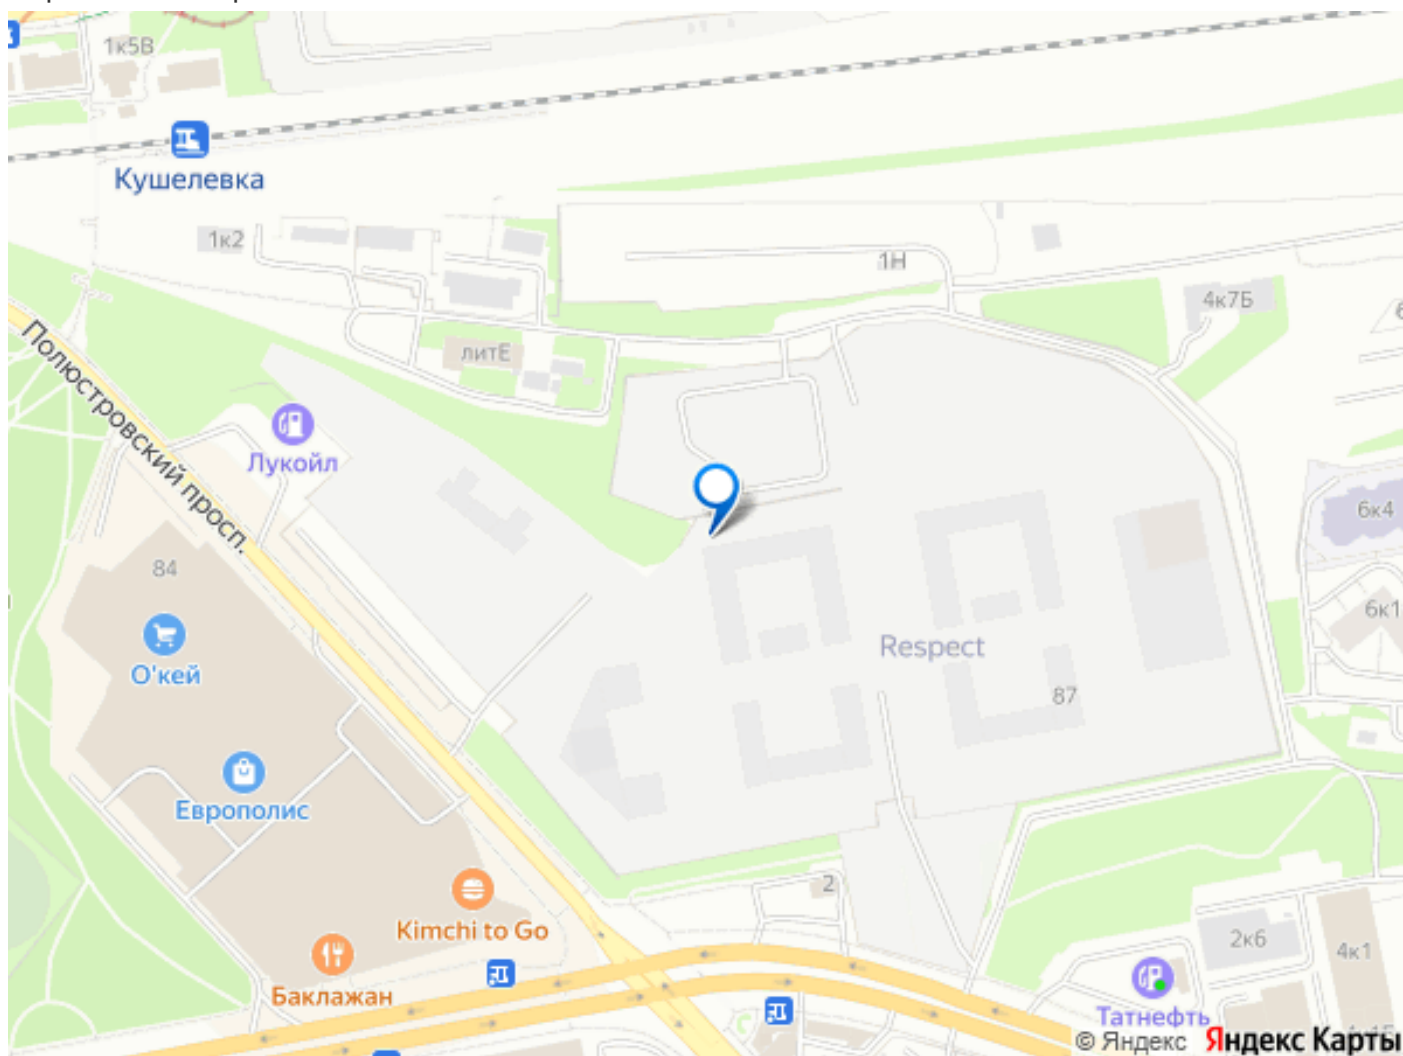 1к5В
Кушелевка
1к2
1Н
4к7Б
литЕ
Полюстровский просп.
Лукойл
6к4
84
6к1
О'кей
Respect
87
Европолис
2
Kimchi to Go
2к6
4к1
Баклажан
Татнефть
© Яндекс Яндекс Карты